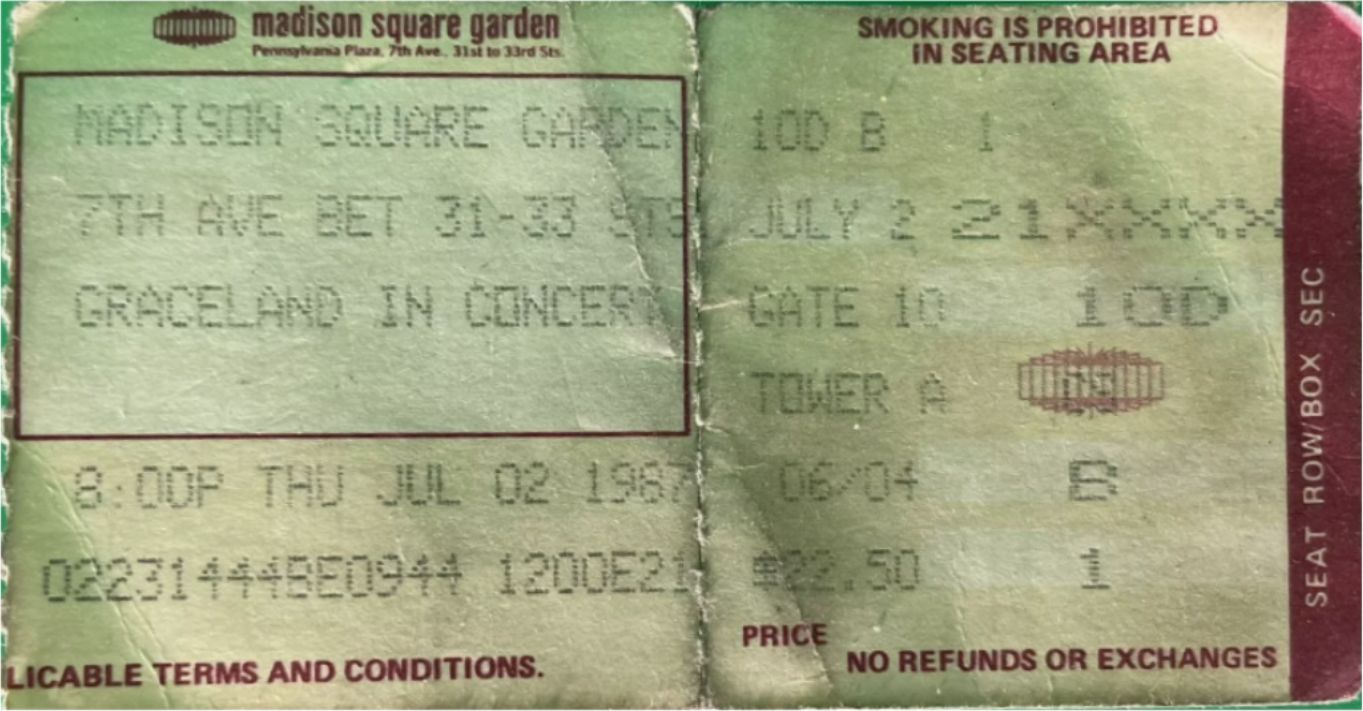 madison square garden
Pennsylvania Plaza, 7th Ave., 31st to 33rd Sts.
MADISON SQUARE GARDEN
7TH AVE BET 31-33 STS
GRACELAND IN CONCERT
8:00P THU JUL 02 1987
02231444BE0944 1200E21
LICABLE TERMS AND CONDITIONS.
SMOKING IS PROHIBITED
IN SEATING AREA
10D B 1
JULY 2 21XXXX
GATE 10 10D
TOWER A
06/04 B
$22.50 1
PRICE
NO REFUNDS OR EXCHANGES
SEAT ROW/BOX SEC